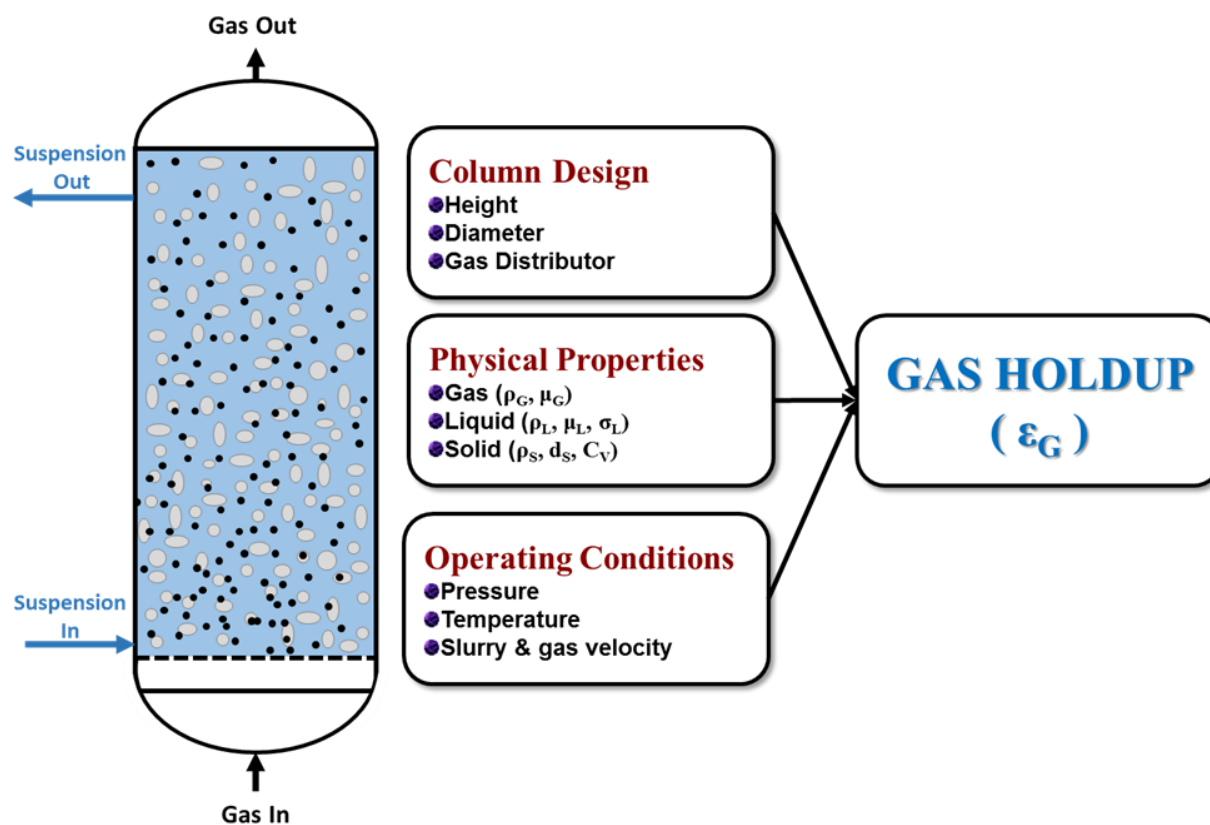 Gas Out
Suspension
Out
Suspension
In
Gas In
Column Design
Height
Diameter
Gas Distributor
Physical Properties
Gas (ρG, μG)
Liquid (ρL, μL, σL)
Solid (ρS, dS, CV)
Operating Conditions
Pressure
Temperature
Slurry & gas velocity
GAS HOLDUP
( εG )